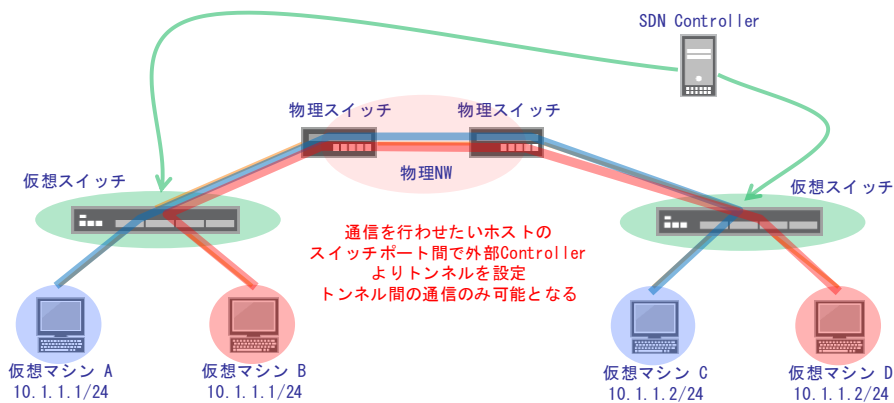 SDN Controller
物理スイッチ
物理スイッチ
物理NW
仮想スイッチ
仮想スイッチ
通信を行わせたいホストの
スイッチポート間で外部Controller
よりトンネルを設定
トンネル間の通信のみ可能となる
仮想マシン A
10.1.1.1/24
仮想マシン B
10.1.1.1/24
仮想マシン C
10.1.1.2/24
仮想マシン D
10.1.1.2/24